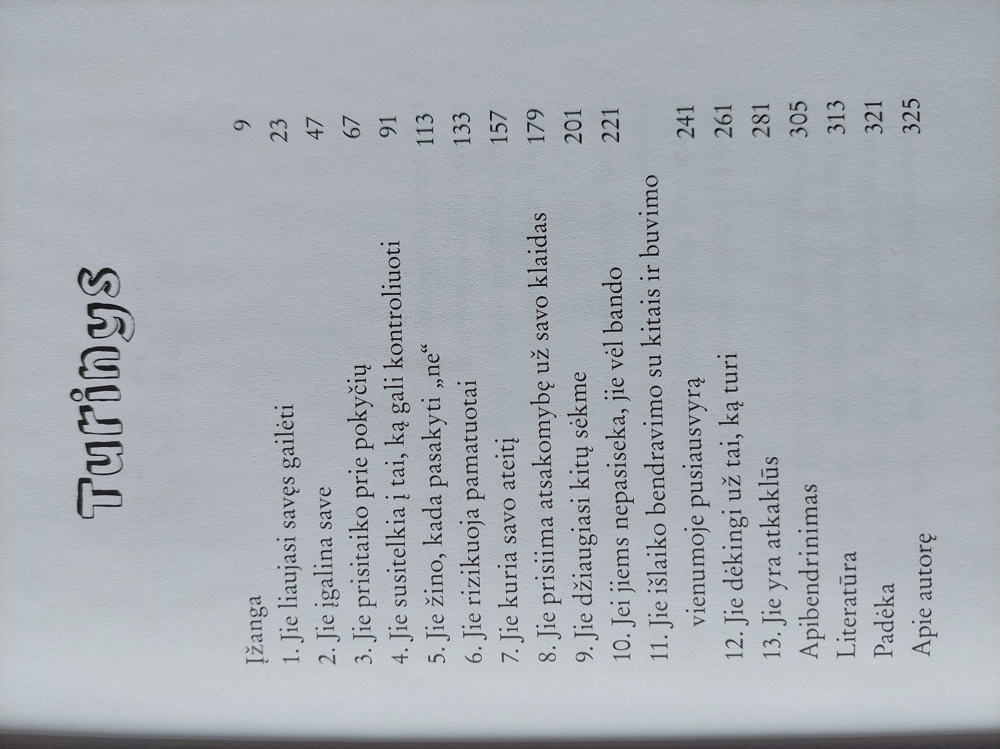 Turinys
Įžanga 9
1. Jie liaujasi savęs gailėti 23
2. Jie įgalina save 47
3. Jie prisitaiko prie pokyčių 67
4. Jie susitelkia į tai, ką gali kontroliuoti 91
5. Jie žino, kada pasakyti „ne“ 113
6. Jie rizikuoja pamatuotai 133
7. Jie kuria savo ateitį 157
8. Jie prisiima atsakomybę už savo klaidas 179
9. Jie džiaugiasi kitų sėkme 201
10. Jei jiems nepasiseka, jie vėl bando 221
11. Jie išlaiko bendravimo su kitais ir buvimo
vienumoje pusiausvyrą 241
12. Jie dėkingi už tai, ką turi 261
13. Jie yra atkaklūs 281
Apibendrinimas 305
Literatūra 313
Padėka 321
Apie autorę 325